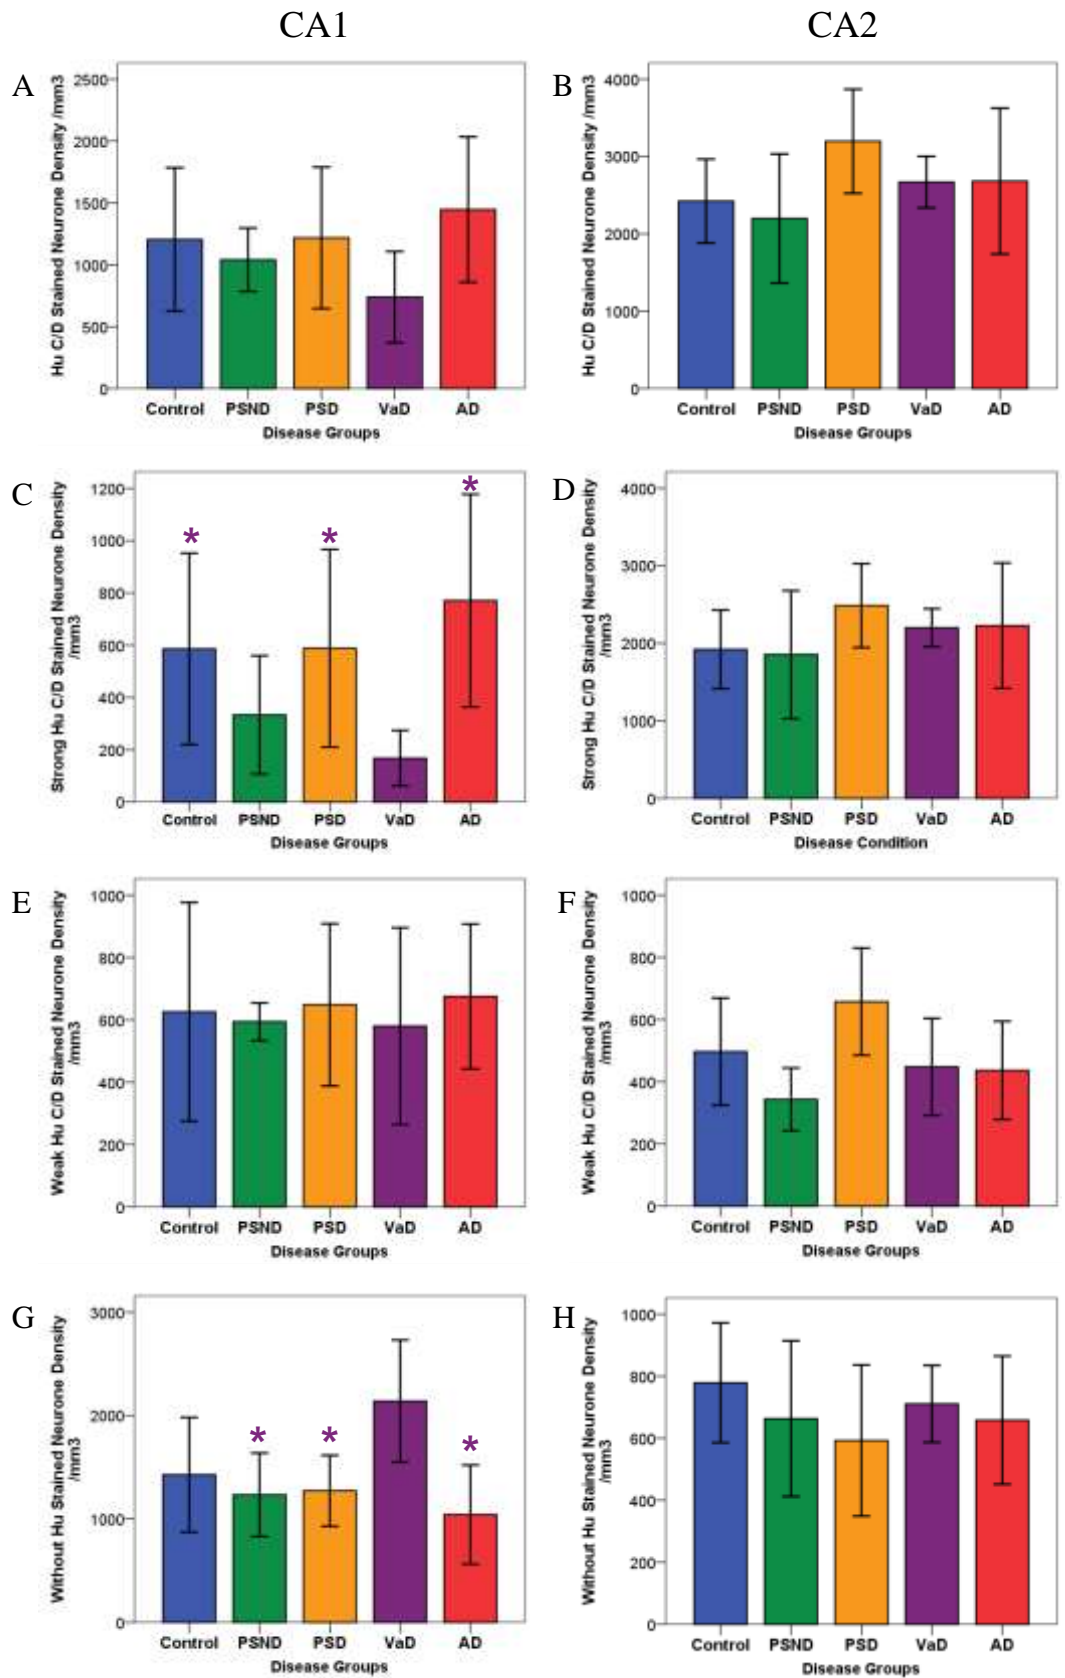 CA1
CA2
A
Hu C/D Stained Neurone Density /mm3
2500
2000
1500
1000
500
0
Control PSND PSD VaD AD
Disease Groups
B
Hu C/D Stained Neurone Density /mm3
4000
3000
2000
1000
0
Control PSND PSD VaD AD
Disease Groups
C
Strong Hu C/D Stained Neurone Density
/mm3
1200
1000
800
600
400
200
0
* * *
Control PSND PSD VaD AD
Disease Groups
D
Strong Hu C/D Stained Neurone Density
/mm3
4000
3000
2000
1000
0
Control PSND PSD VaD AD
Disease Condition
E
Weak Hu C/D Stained Neurone Density
/mm3
1000
800
600
400
200
0
Control PSND PSD VaD AD
Disease Groups
F
Weak Hu C/D Stained Neurone Density
/mm3
1000
800
600
400
200
0
Control PSND PSD VaD AD
Disease Groups
G
Without Hu Stained Neurone Density
/mm3
3000
2000
1000
0
* * *
Control PSND PSD VaD AD
Disease Groups
H
Without Hu Stained Neurone Density
/mm3
1000
800
600
400
200
0
Control PSND PSD VaD AD
Disease Groups